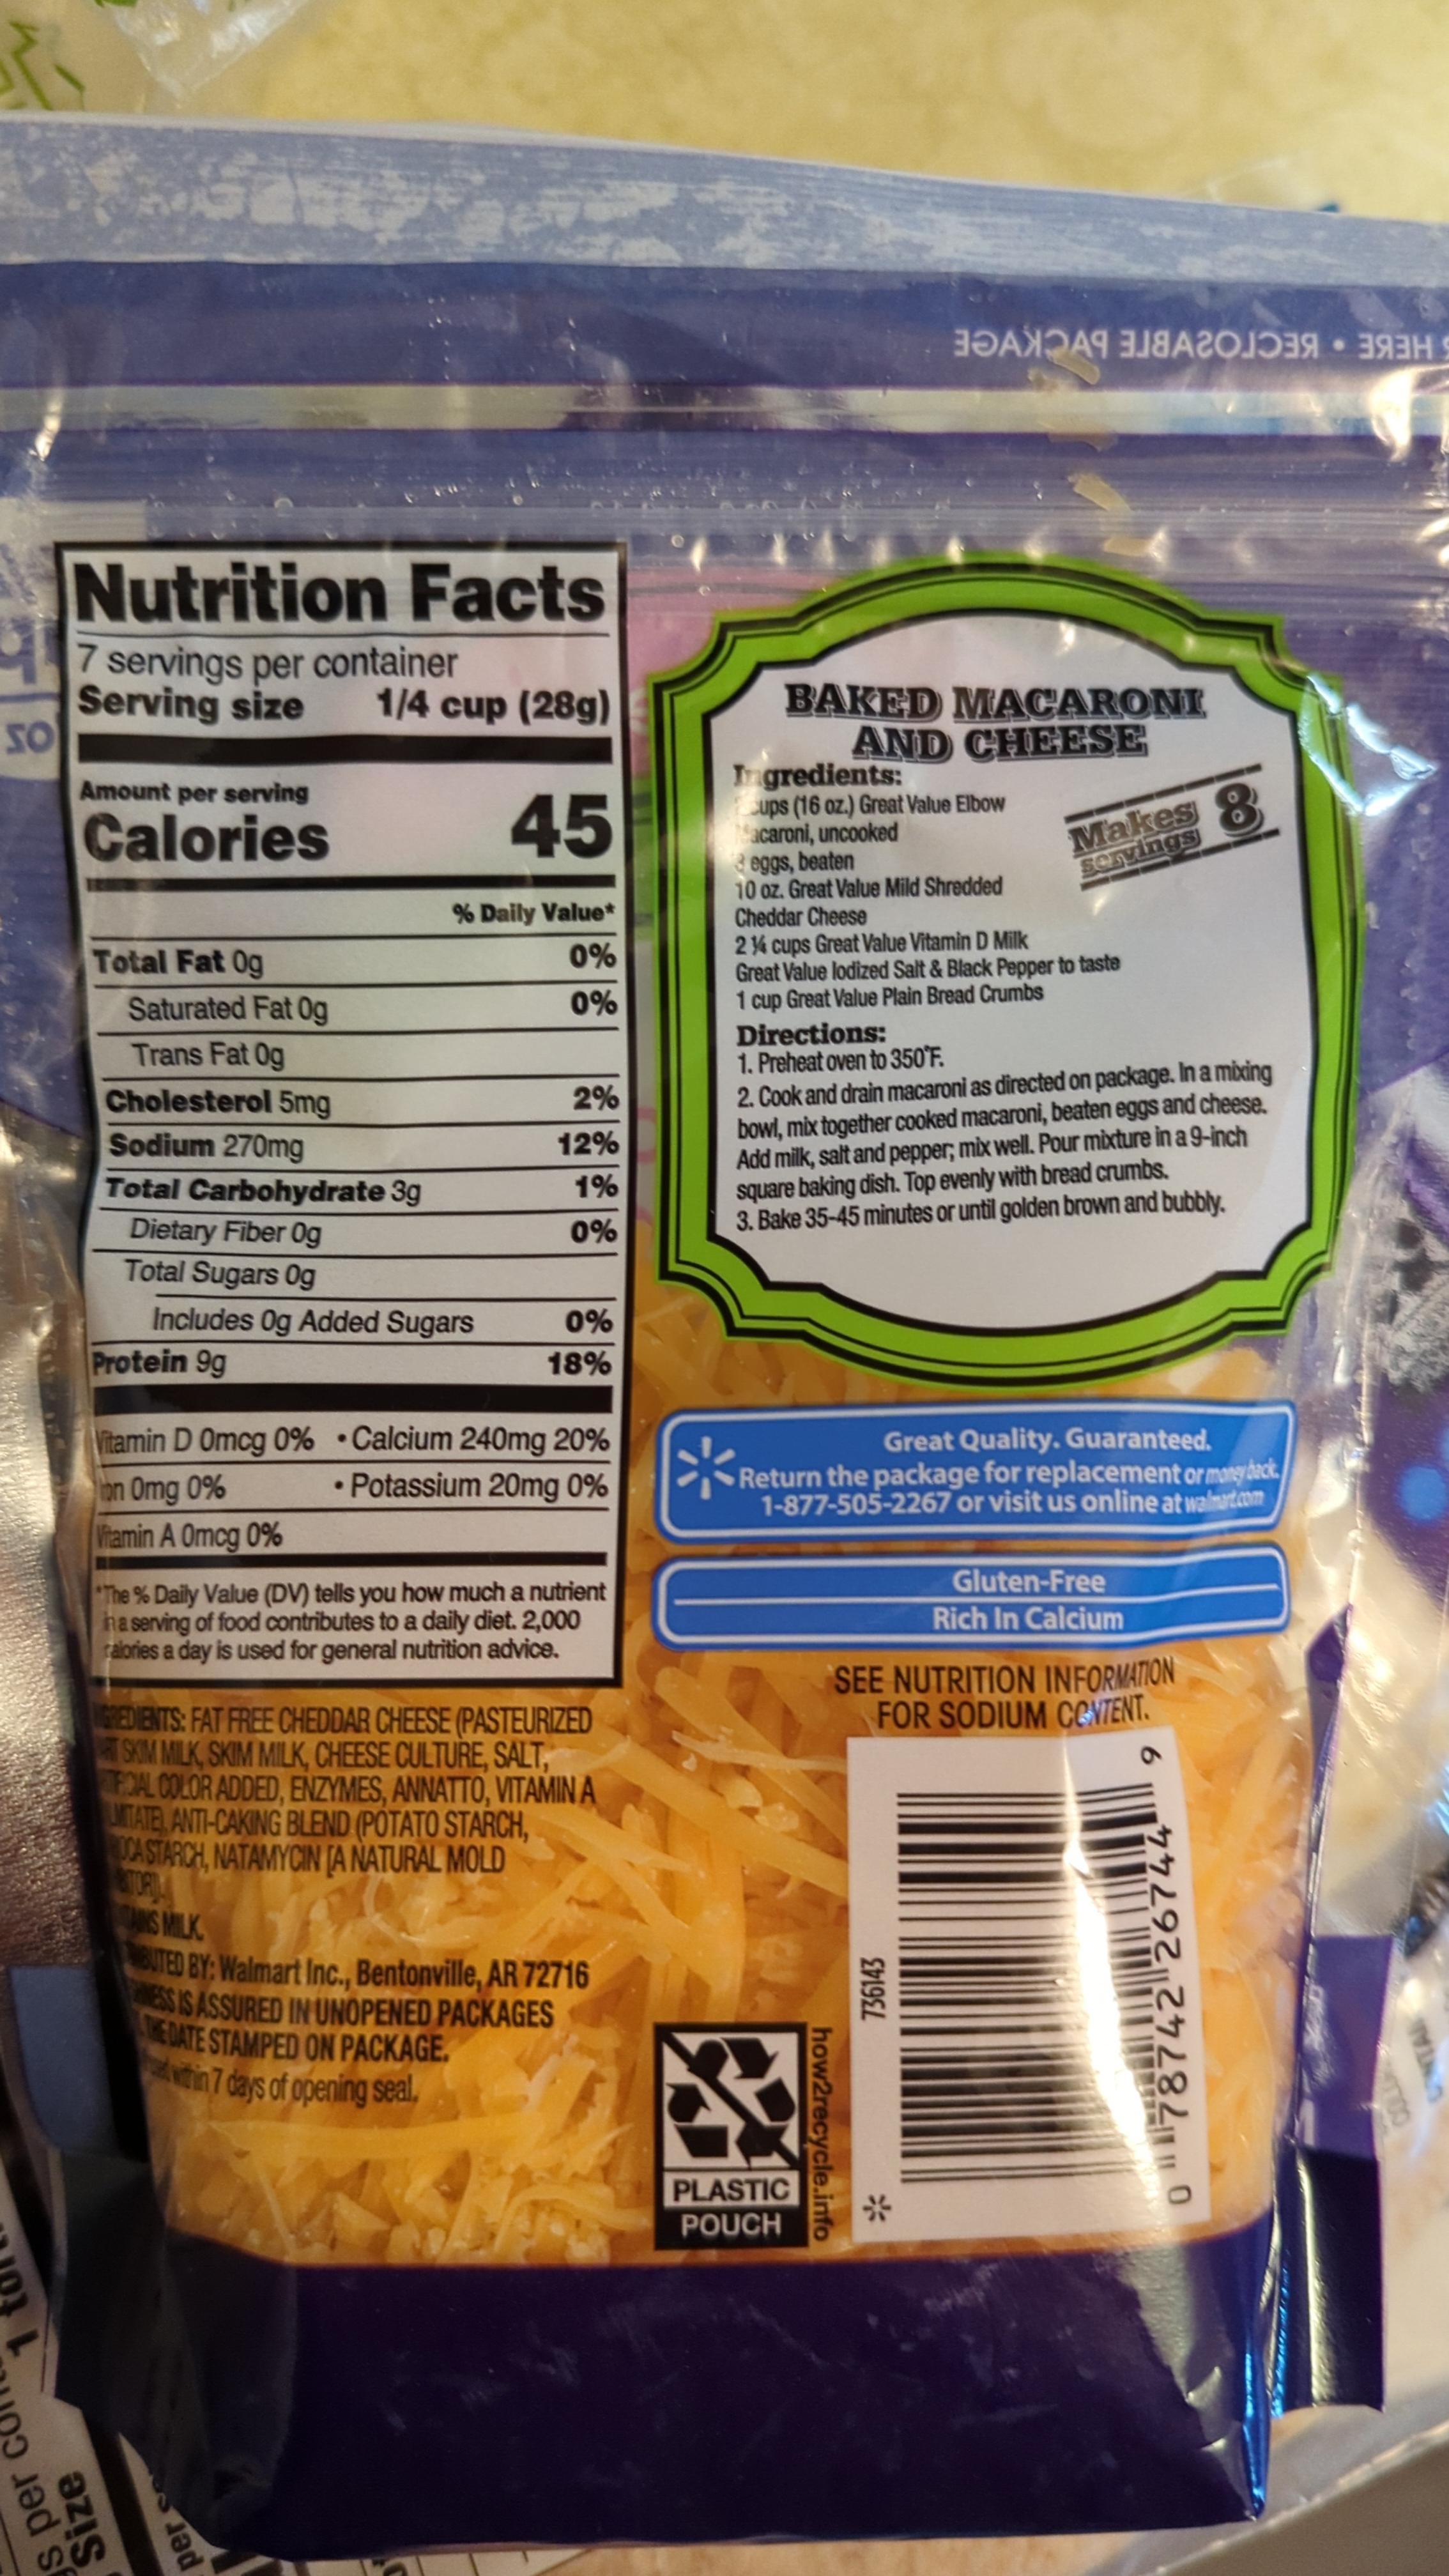 HERE • RECLOSABLE PACKAGE
Nutrition Facts
7 servings per container
Serving size 1/4 cup (28g)
Amount per serving
Calories 45
% Daily Value*
Total Fat 0g 0%
Saturated Fat 0g 0%
Trans Fat 0g
Cholesterol 5mg 2%
Sodium 270mg 12%
Total Carbohydrate 3g 1%
Dietary Fiber 0g 0%
Total Sugars 0g
Includes 0g Added Sugars 0%
Protein 9g 18%
Vitamin D 0mcg 0% • Calcium 240mg 20%
0mg 0% • Potassium 20mg 0%
Vitamin A 0mcg 0%
*The % Daily Value (DV) tells you how much a nutrient
in a serving of food contributes to a daily diet. 2,000
calories a day is used for general nutrition advice.
FAT FREE CHEDDAR CHEESE (PASTEURIZED
SKIM MILK, SKIM MILK, CHEESE CULTURE, SALT,
COLOR ADDED, ENZYMES, ANNATTO, VITAMIN A
ANTI-CAKING BLEND (POTATO STARCH,
STARCH, NATAMYCIN [A NATURAL MOLD
MILK.
BY: Walmart Inc., Bentonville, AR 72716
IS ASSURED IN UNOPENED PACKAGES
THE DATE STAMPED ON PACKAGE.
within 7 days of opening seal.
BAKED MACARONI
AND CHEESE
Makes 8
servings
Ingredients:
cups (16 oz.) Great Value Elbow
Macaroni, uncooked
3 eggs, beaten
10 oz. Great Value Mild Shredded
Cheddar Cheese
2 ¼ cups Great Value Vitamin D Milk
Great Value Iodized Salt & Black Pepper to taste
1 cup Great Value Plain Bread Crumbs
Directions:
1. Preheat oven to 350°F.
2. Cook and drain macaroni as directed on package. In a mixing
bowl, mix together cooked macaroni, beaten eggs and cheese.
Add milk, salt and pepper; mix well. Pour mixture in a 9-inch
square baking dish. Top evenly with bread crumbs.
3. Bake 35-45 minutes or until golden brown and bubbly.
Great Quality. Guaranteed.
Return the package for replacement or money back.
1-877-505-2267 or visit us online at walmart.com
Gluten-Free
Rich In Calcium
SEE NUTRITION INFORMATION
FOR SODIUM CONTENT.
736143
0 78742 26744 9
PLASTIC
POUCH
how2recycle.info
oz
per
Size
per